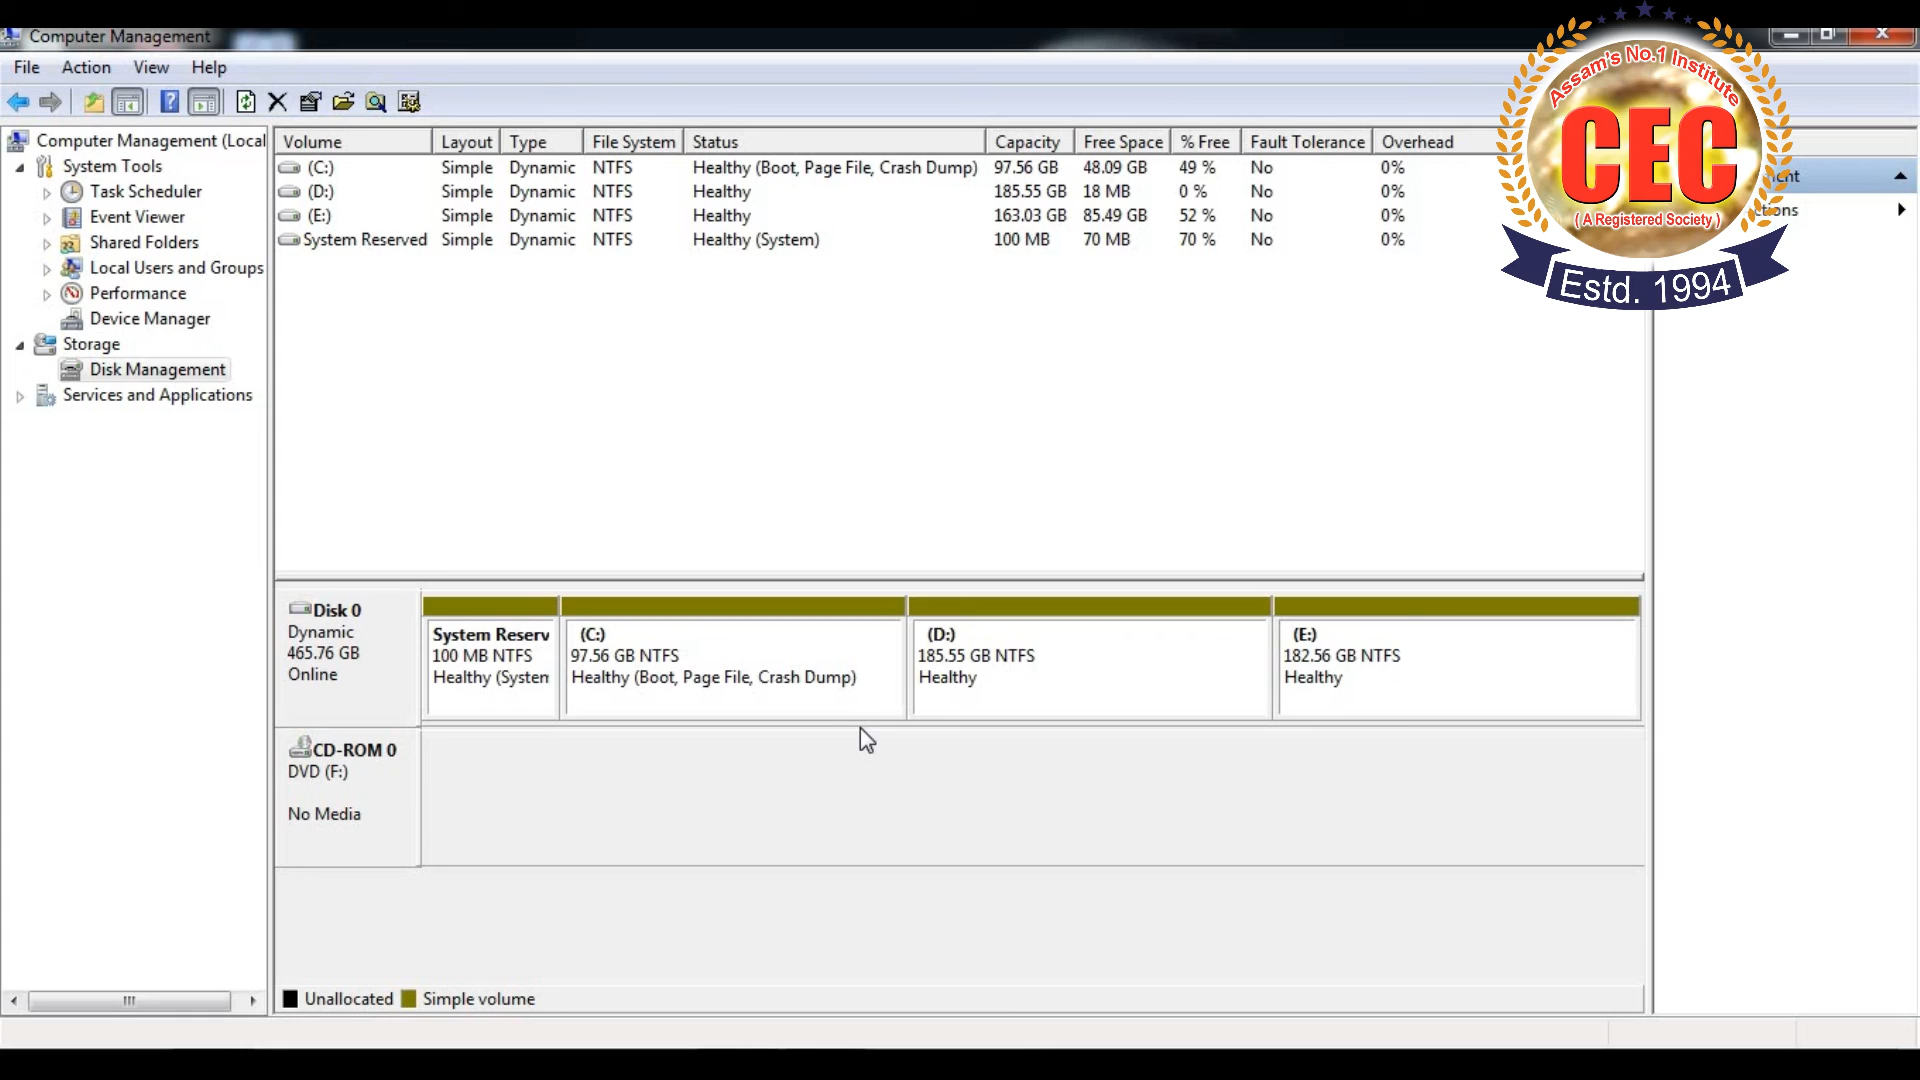 Computer Management
File Action View Help
Computer Management (Local
System Tools
Task Scheduler
Event Viewer
Shared Folders
Local Users and Groups
Performance
Device Manager
Storage
Disk Management
Services and Applications
Volume Layout Type File System Status Capacity Free Space % Free Fault Tolerance Overhead
(C:) Simple Dynamic NTFS Healthy (Boot, Page File, Crash Dump) 97.56 GB 48.09 GB 49 % No 0%
(D:) Simple Dynamic NTFS Healthy 185.55 GB 18 MB 0 % No 0%
(E:) Simple Dynamic NTFS Healthy 163.03 GB 85.49 GB 52 % No 0%
System Reserved Simple Dynamic NTFS Healthy (System) 100 MB 70 MB 70 % No 0%
Disk 0
Dynamic
465.76 GB
Online
System Reserv
100 MB NTFS
Healthy (System
(C:)
97.56 GB NTFS
Healthy (Boot, Page File, Crash Dump)
(D:)
185.55 GB NTFS
Healthy
(E:)
182.56 GB NTFS
Healthy
CD-ROM 0
DVD (F:)
No Media
Unallocated Simple volume
Assam's No.1 Institute
CEC
( A Registered Society )
Estd. 1994